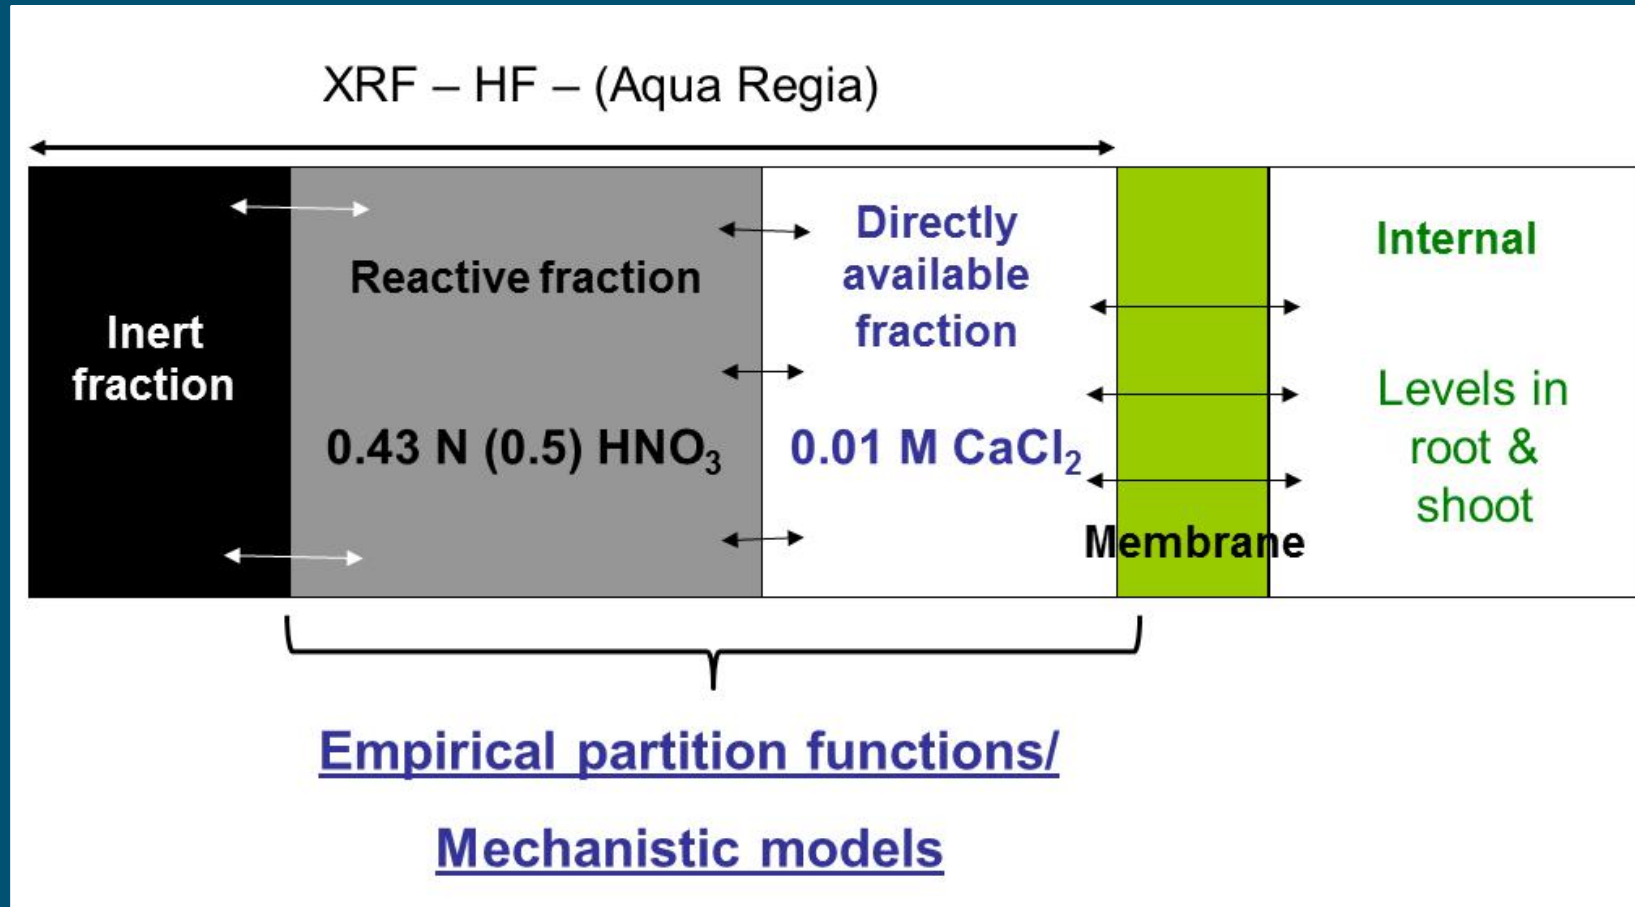 XRF – HF – (Aqua Regia)
Inert
fraction
Reactive fraction
0.43 N (0.5) HNO₃
Directly
available
fraction
0.01 M CaCl₂
Membrane
Internal
Levels in
root &
shoot
Empirical partition functions/
Mechanistic models